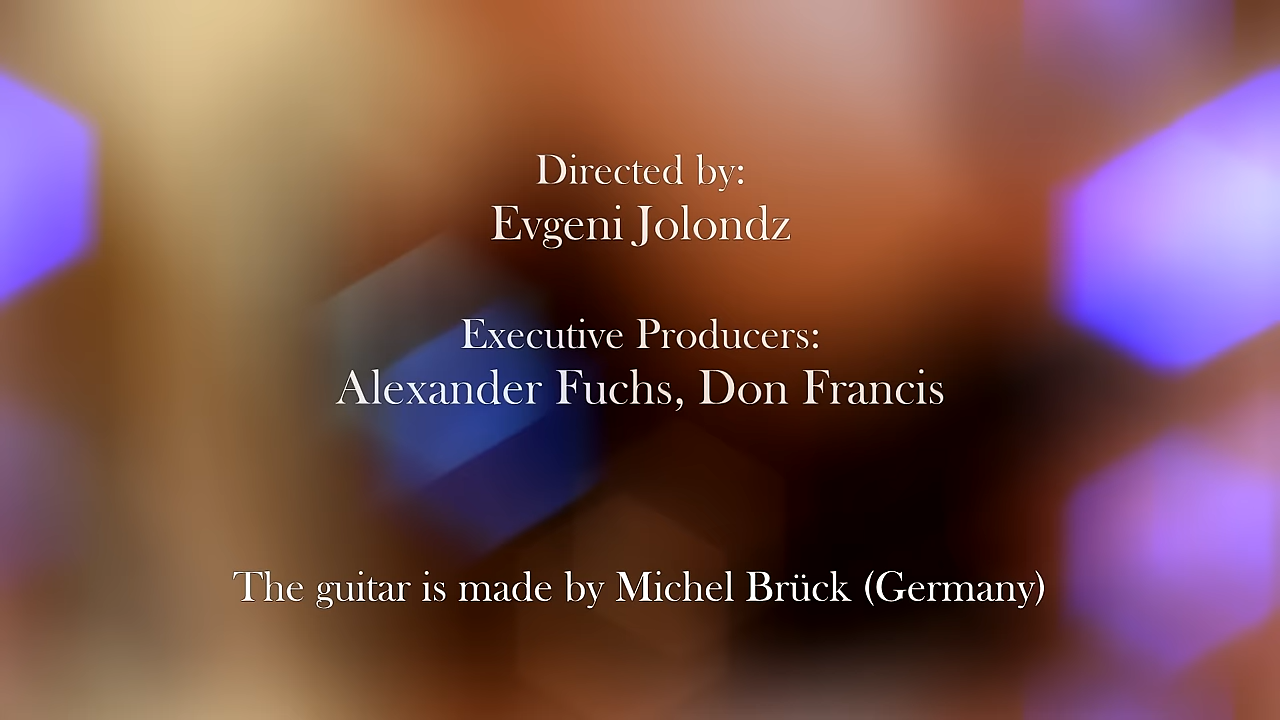 Directed by:
Evgeni Jolondz
Executive Producers:
Alexander Fuchs, Don Francis
The guitar is made by Michel Brück (Germany)